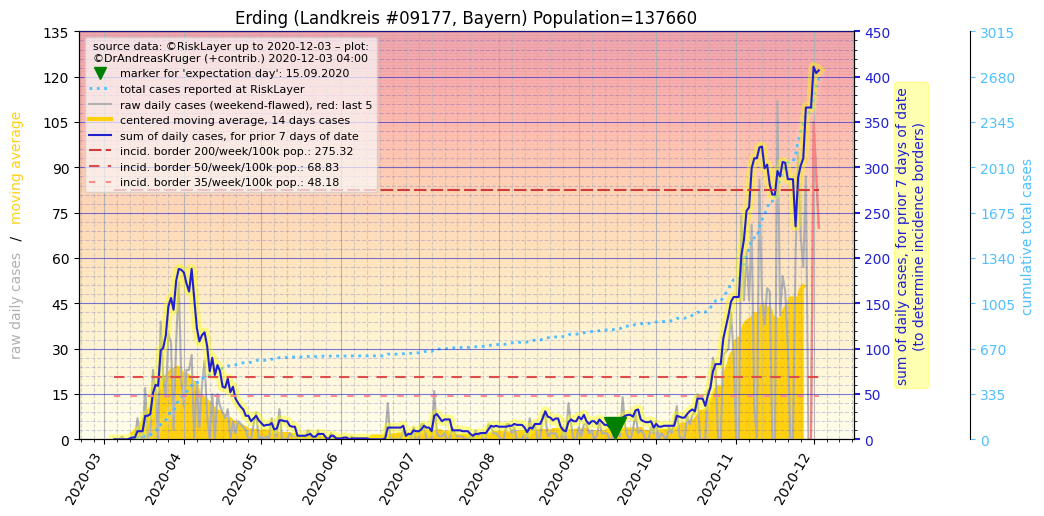 Erding (Landkreis #09177, Bayern) Population=137660
source data: ©RiskLayer up to 2020-12-03 – plot:
©DrAndreasKruger (+contrib.) 2020-12-03 04:00
marker for 'expectation day': 15.09.2020
total cases reported at RiskLayer
raw daily cases (weekend-flawed), red: last 5
centered moving average, 14 days cases
sum of daily cases, for prior 7 days of date
incid. border 200/week/100k pop.: 275.32
incid. border 50/week/100k pop.: 68.83
incid. border 35/week/100k pop.: 48.18
raw daily cases / moving average
135
120
105
90
75
60
45
30
15
0
2020-03
2020-04
2020-05
2020-06
2020-07
2020-08
2020-09
2020-10
2020-11
2020-12
450
400
350
300
250
200
150
100
50
0
sum of daily cases, for prior 7 days of date
(to determine incidence borders)
3015
2680
2345
2010
1675
1340
1005
670
335
0
cumulative total cases